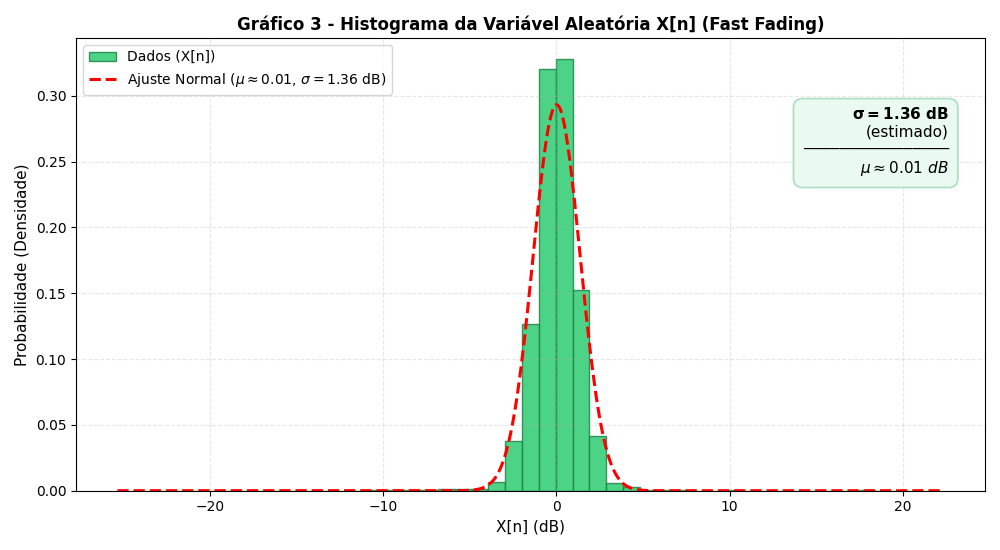 Gráfico 3 - Histograma da Variável Aleatória X[n] (Fast Fading)
Dados (X[n])
Ajuste Normal (μ ≈ 0.01, σ = 1.36 dB)
σ = 1.36 dB
(estimado)
μ ≈ 0.01 dB
Probabilidade (Densidade)
0.30
0.25
0.20
0.15
0.10
0.05
0.00
−20
−10
0
10
20
X[n] (dB)